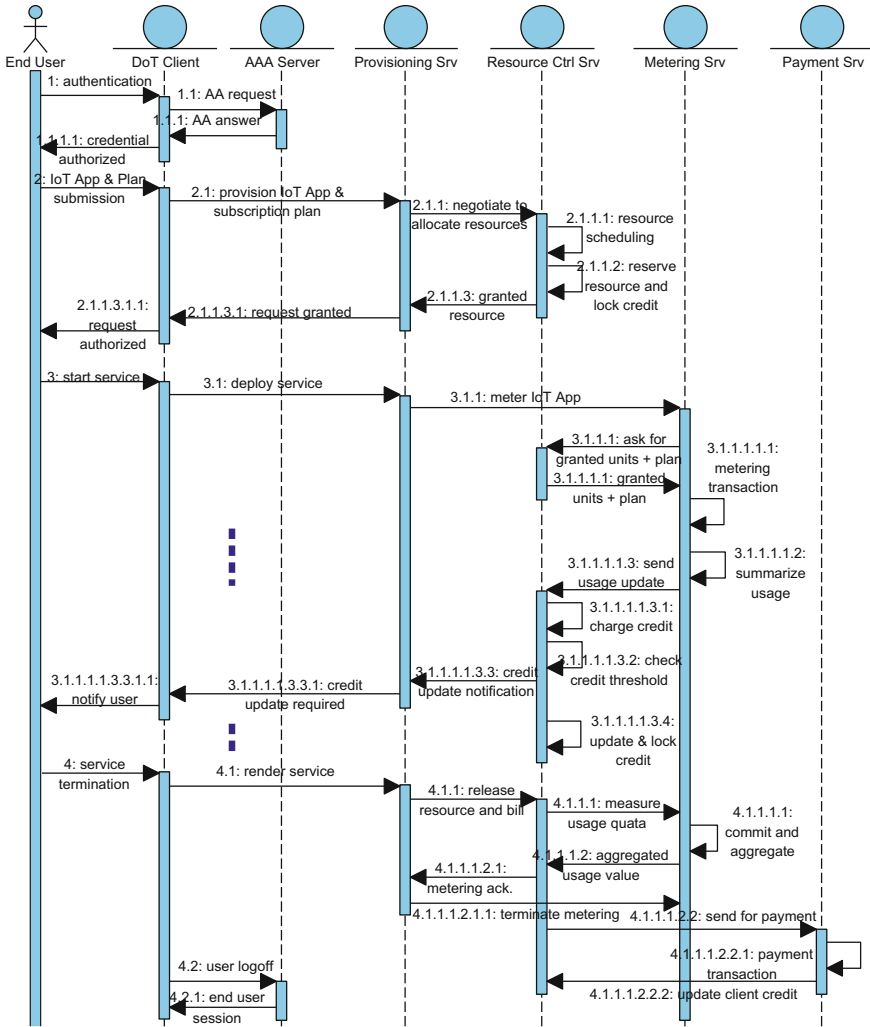 End User
DoT Client
AAA Server
Provisioning Srv
Resource Ctrl Srv
Metering Srv
Payment Srv
1: authentication
1.1: AA request
1.1.1: AA answer
1.1.1.1: credential
authorized
2: IoT App & Plan
submission
2.1: provision IoT App &
subscription plan
2.1.1: negotiate to
allocate resources
2.1.1.1: resource
scheduling
2.1.1.2: reserve
resource and
lock credit
2.1.1.3: granted
resource
2.1.1.3.1: request granted
2.1.1.3.1.1:
request
authorized
3: start service
3.1: deploy service
3.1.1: meter IoT App
3.1.1.1: ask for
granted units + plan
3.1.1.1.1: granted
units + plan
3.1.1.1.1.1:
metering
transaction
3.1.1.1.1.2:
summarize
usage
3.1.1.1.1.3: send
usage update
3.1.1.1.1.3.1:
charge credit
3.1.1.1.1.3.2: check
credit threshold
3.1.1.1.1.3.3: credit
update notification
3.1.1.1.1.3.3.1: credit
update required
3.1.1.1.1.3.3.1.1:
notify user
3.1.1.1.1.3.4:
update & lock
credit
4: service
termination
4.1: render service
4.1.1: release
resource and bill
4.1.1.1: measure
usage quata
4.1.1.1.1:
commit and
aggregate
4.1.1.1.2: aggregated
usage value
4.1.1.1.2.1:
metering ack.
4.1.1.1.2.1.1: terminate metering
4.1.1.1.2.2: send for payment
4.1.1.1.2.2.1: payment
transaction
4.1.1.1.2.2.2: update client credit
4.2: user logoff
4.2.1: end user
session